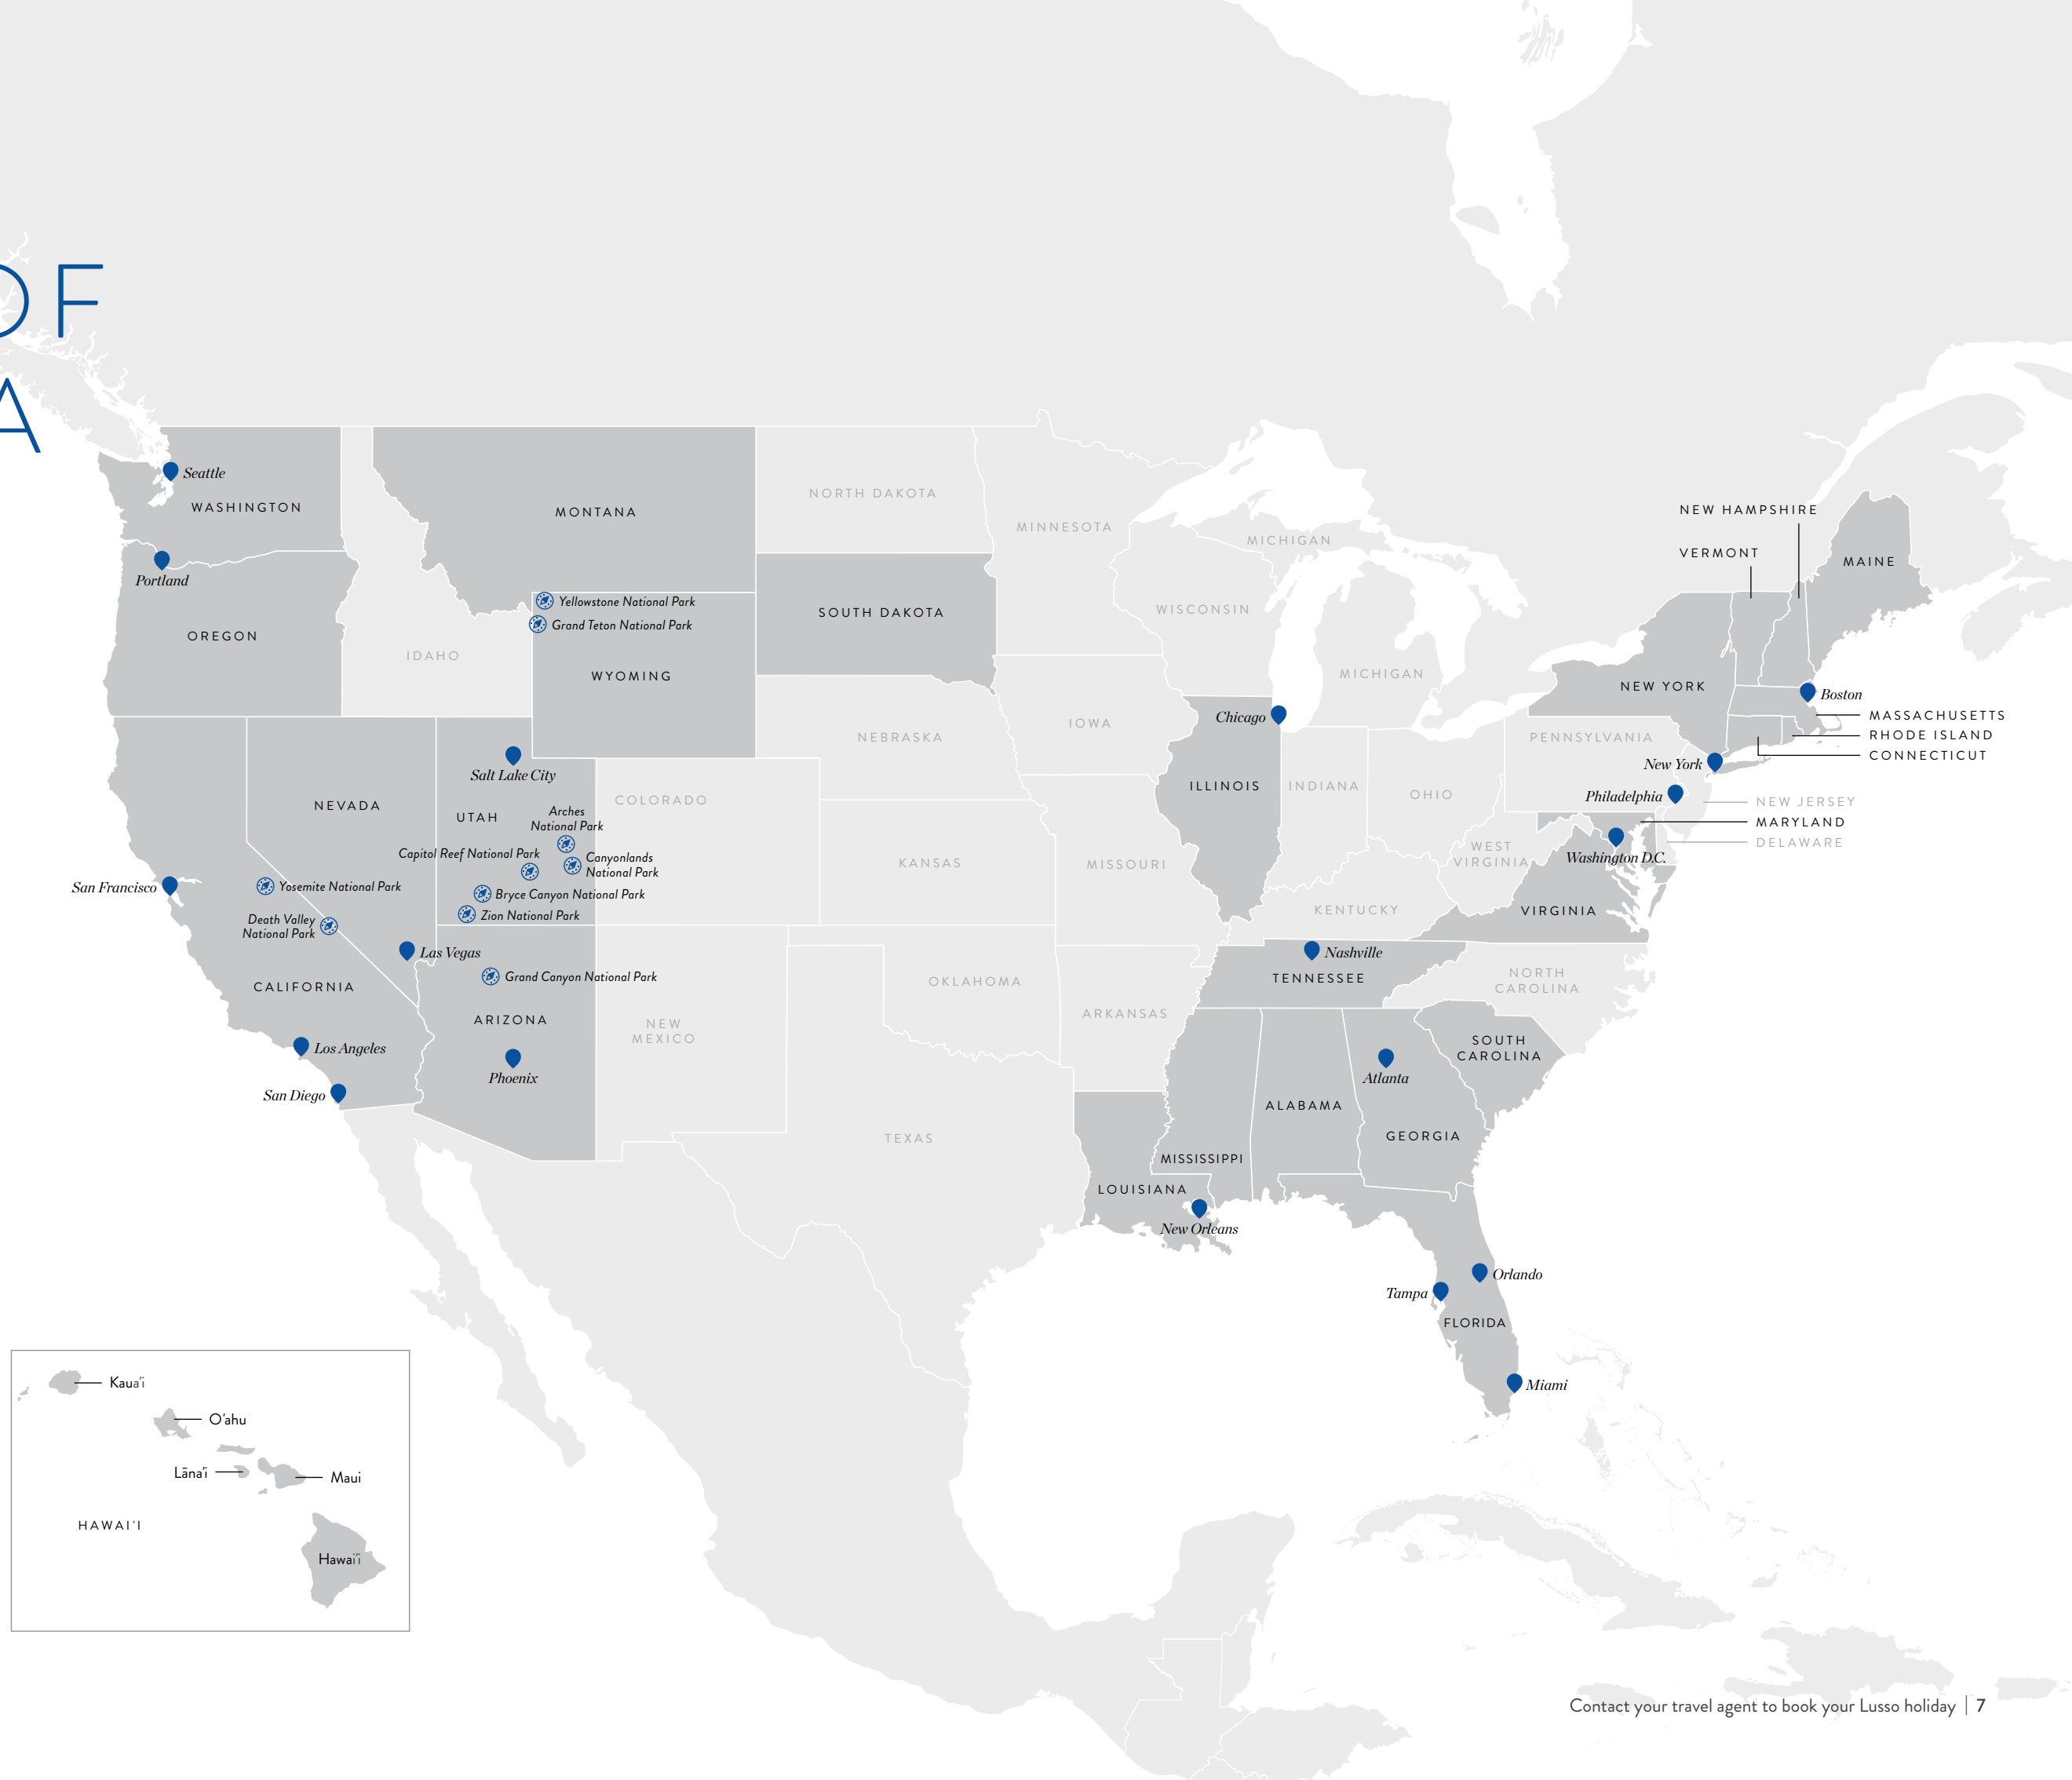 OF
A
Seattle
WASHINGTON
Portland
OREGON
IDAHO
MONTANA
Yellowstone National Park
Grand Teton National Park
WYOMING
NORTH DAKOTA
SOUTH DAKOTA
MINNESOTA
MICHIGAN
WISCONSIN
MICHIGAN
NEW HAMPSHIRE
VERMONT
MAINE
NEW YORK
Boston
MASSACHUSETTS
RHODE ISLAND
CONNECTICUT
PENNSYLVANIA
New York
Philadelphia
NEW JERSEY
MARYLAND
DELAWARE
Washington D.C.
Chicago
ILLINOIS
INDIANA
OHIO
WEST
VIRGINIA
VIRGINIA
KENTUCKY
IOWA
NEBRASKA
KANSAS
MISSOURI
COLORADO
Salt Lake City
UTAH
Arches
National Park
Capitol Reef National Park
Canyonlands
National Park
Bryce Canyon National Park
Zion National Park
NEVADA
San Francisco
Yosemite National Park
Death Valley
National Park
Las Vegas
CALIFORNIA
Grand Canyon National Park
ARIZONA
Phoenix
Los Angeles
San Diego
NEW
MEXICO
OKLAHOMA
TEXAS
ARKANSAS
Nashville
TENNESSEE
NORTH
CAROLINA
SOUTH
CAROLINA
Atlanta
GEORGIA
ALABAMA
MISSISSIPPI
LOUISIANA
New Orleans
Orlando
Tampa
FLORIDA
Miami
Kaua'i
O'ahu
Lāna'i
Maui
HAWAI'I
Hawai'i
Contact your travel agent to book your Lusso holiday | 7